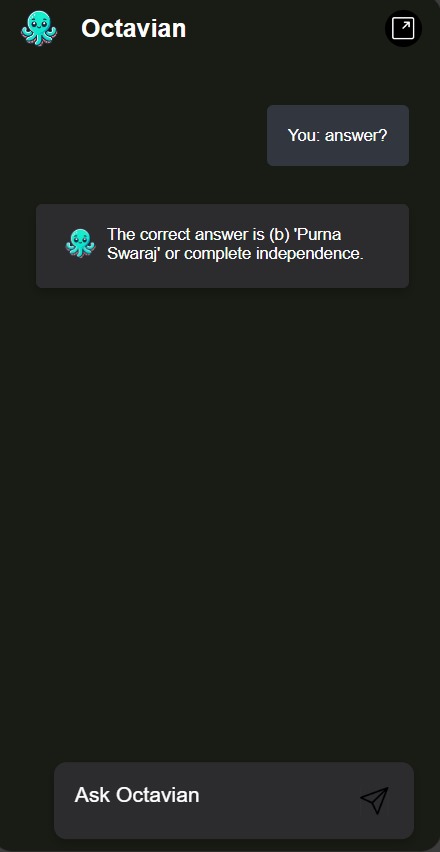 Octavian
You: answer?
The correct answer is (b) 'Purna
Swaraj' or complete independence.
Ask Octavian